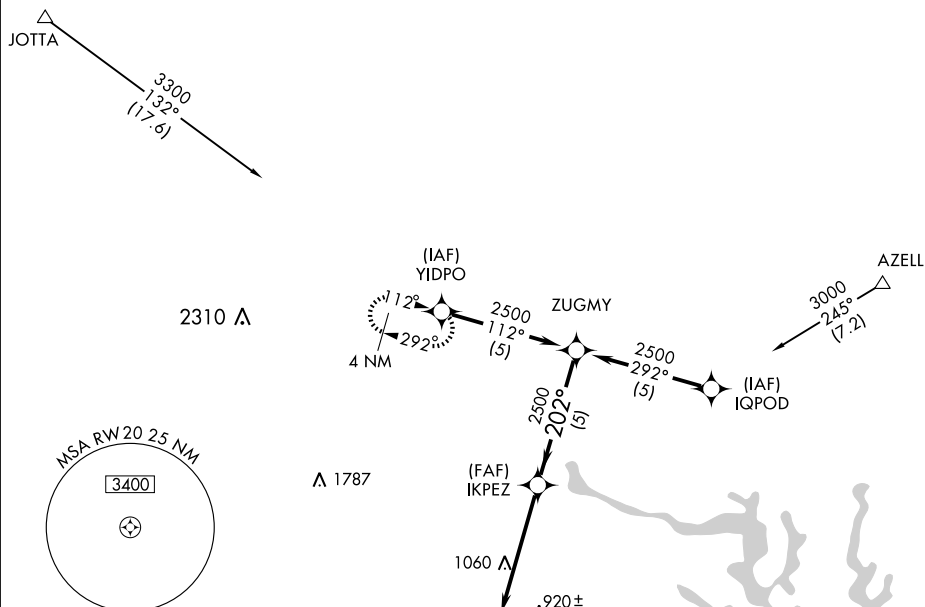 JOTTA
3300
132°
(17.6)
(IAF)
YIDPO
AZELL
3000
245°
(7.2)
ZUGMY
2310
112°
292°
4 NM
2500
112°
(5)
2500
292°
(5)
(IAF)
IQPOD
2500
202°
(5)
MSA RW20 25 NM
3400
1787
(FAF)
IKPEZ
1060
.920±